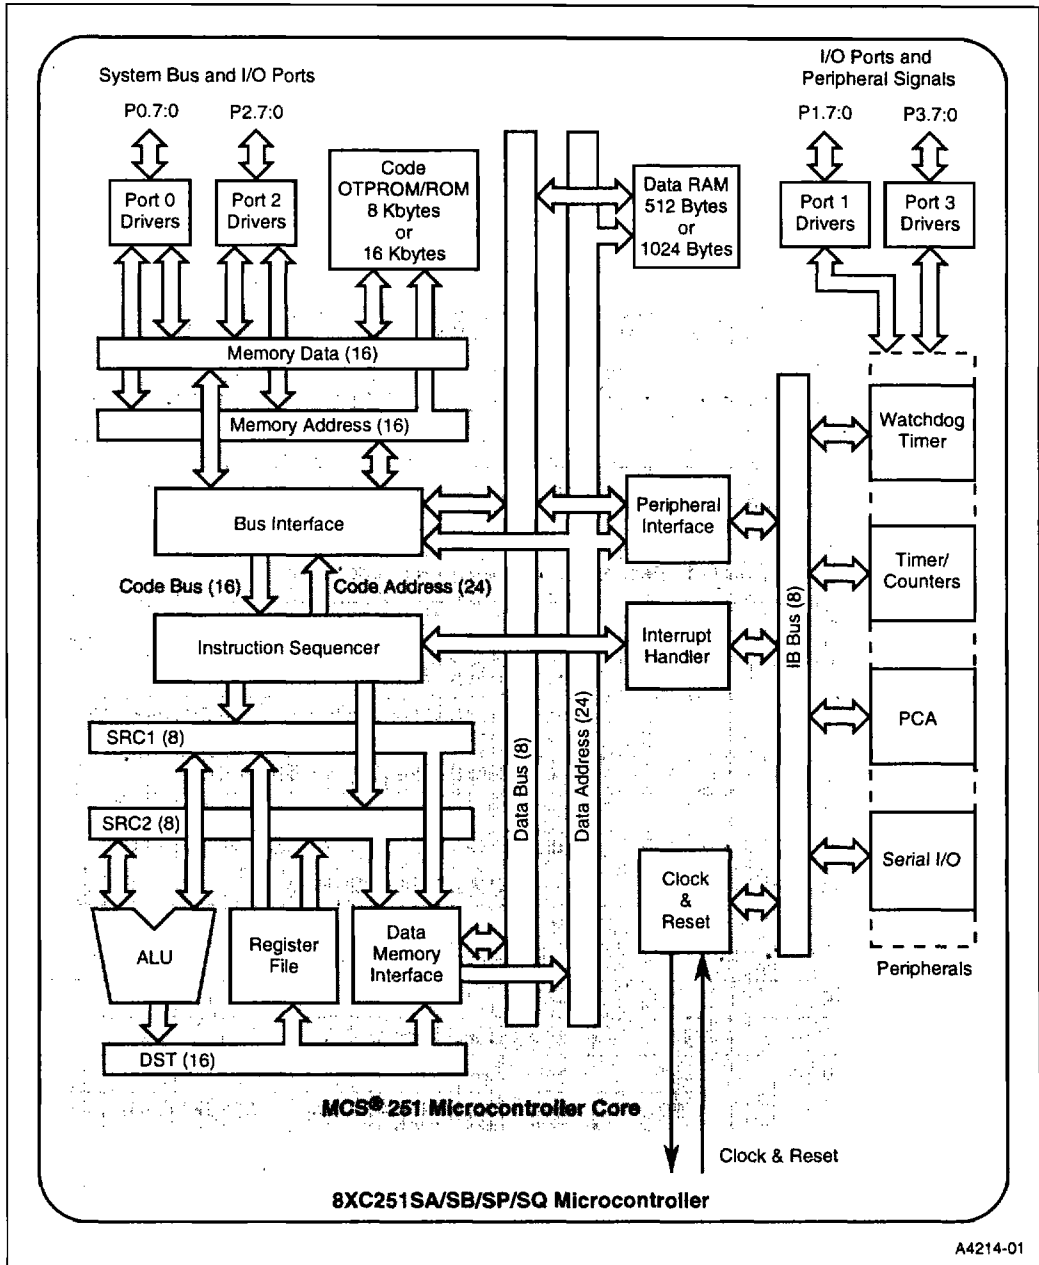 System Bus and I/O Ports
I/O Ports and
Peripheral Signals
P0.7:0
P2.7:0
P1.7:0
P3.7:0
Port 0
Drivers
Port 2
Drivers
Code
OTPROM/ROM
8 Kbytes
or
16 Kbytes
Data RAM
512 Bytes
or
1024 Bytes
Port 1
Drivers
Port 3
Drivers
Memory Data (16)
Memory Address (16)
Bus Interface
Code Bus (16)
Code Address (24)
Instruction Sequencer
SRC1 (8)
SRC2 (8)
ALU
Register
File
Data
Memory
Interface
DST (16)
Data Bus (8)
Data Address (24)
Peripheral
Interface
Interrupt
Handler
Clock
&
Reset
IB Bus (8)
Watchdog
Timer
Timer/
Counters
PCA
Serial I/O
Peripherals
MCS® 251 Microcontroller Core
Clock & Reset
8XC251SA/SB/SP/SQ Microcontroller
A4214-01